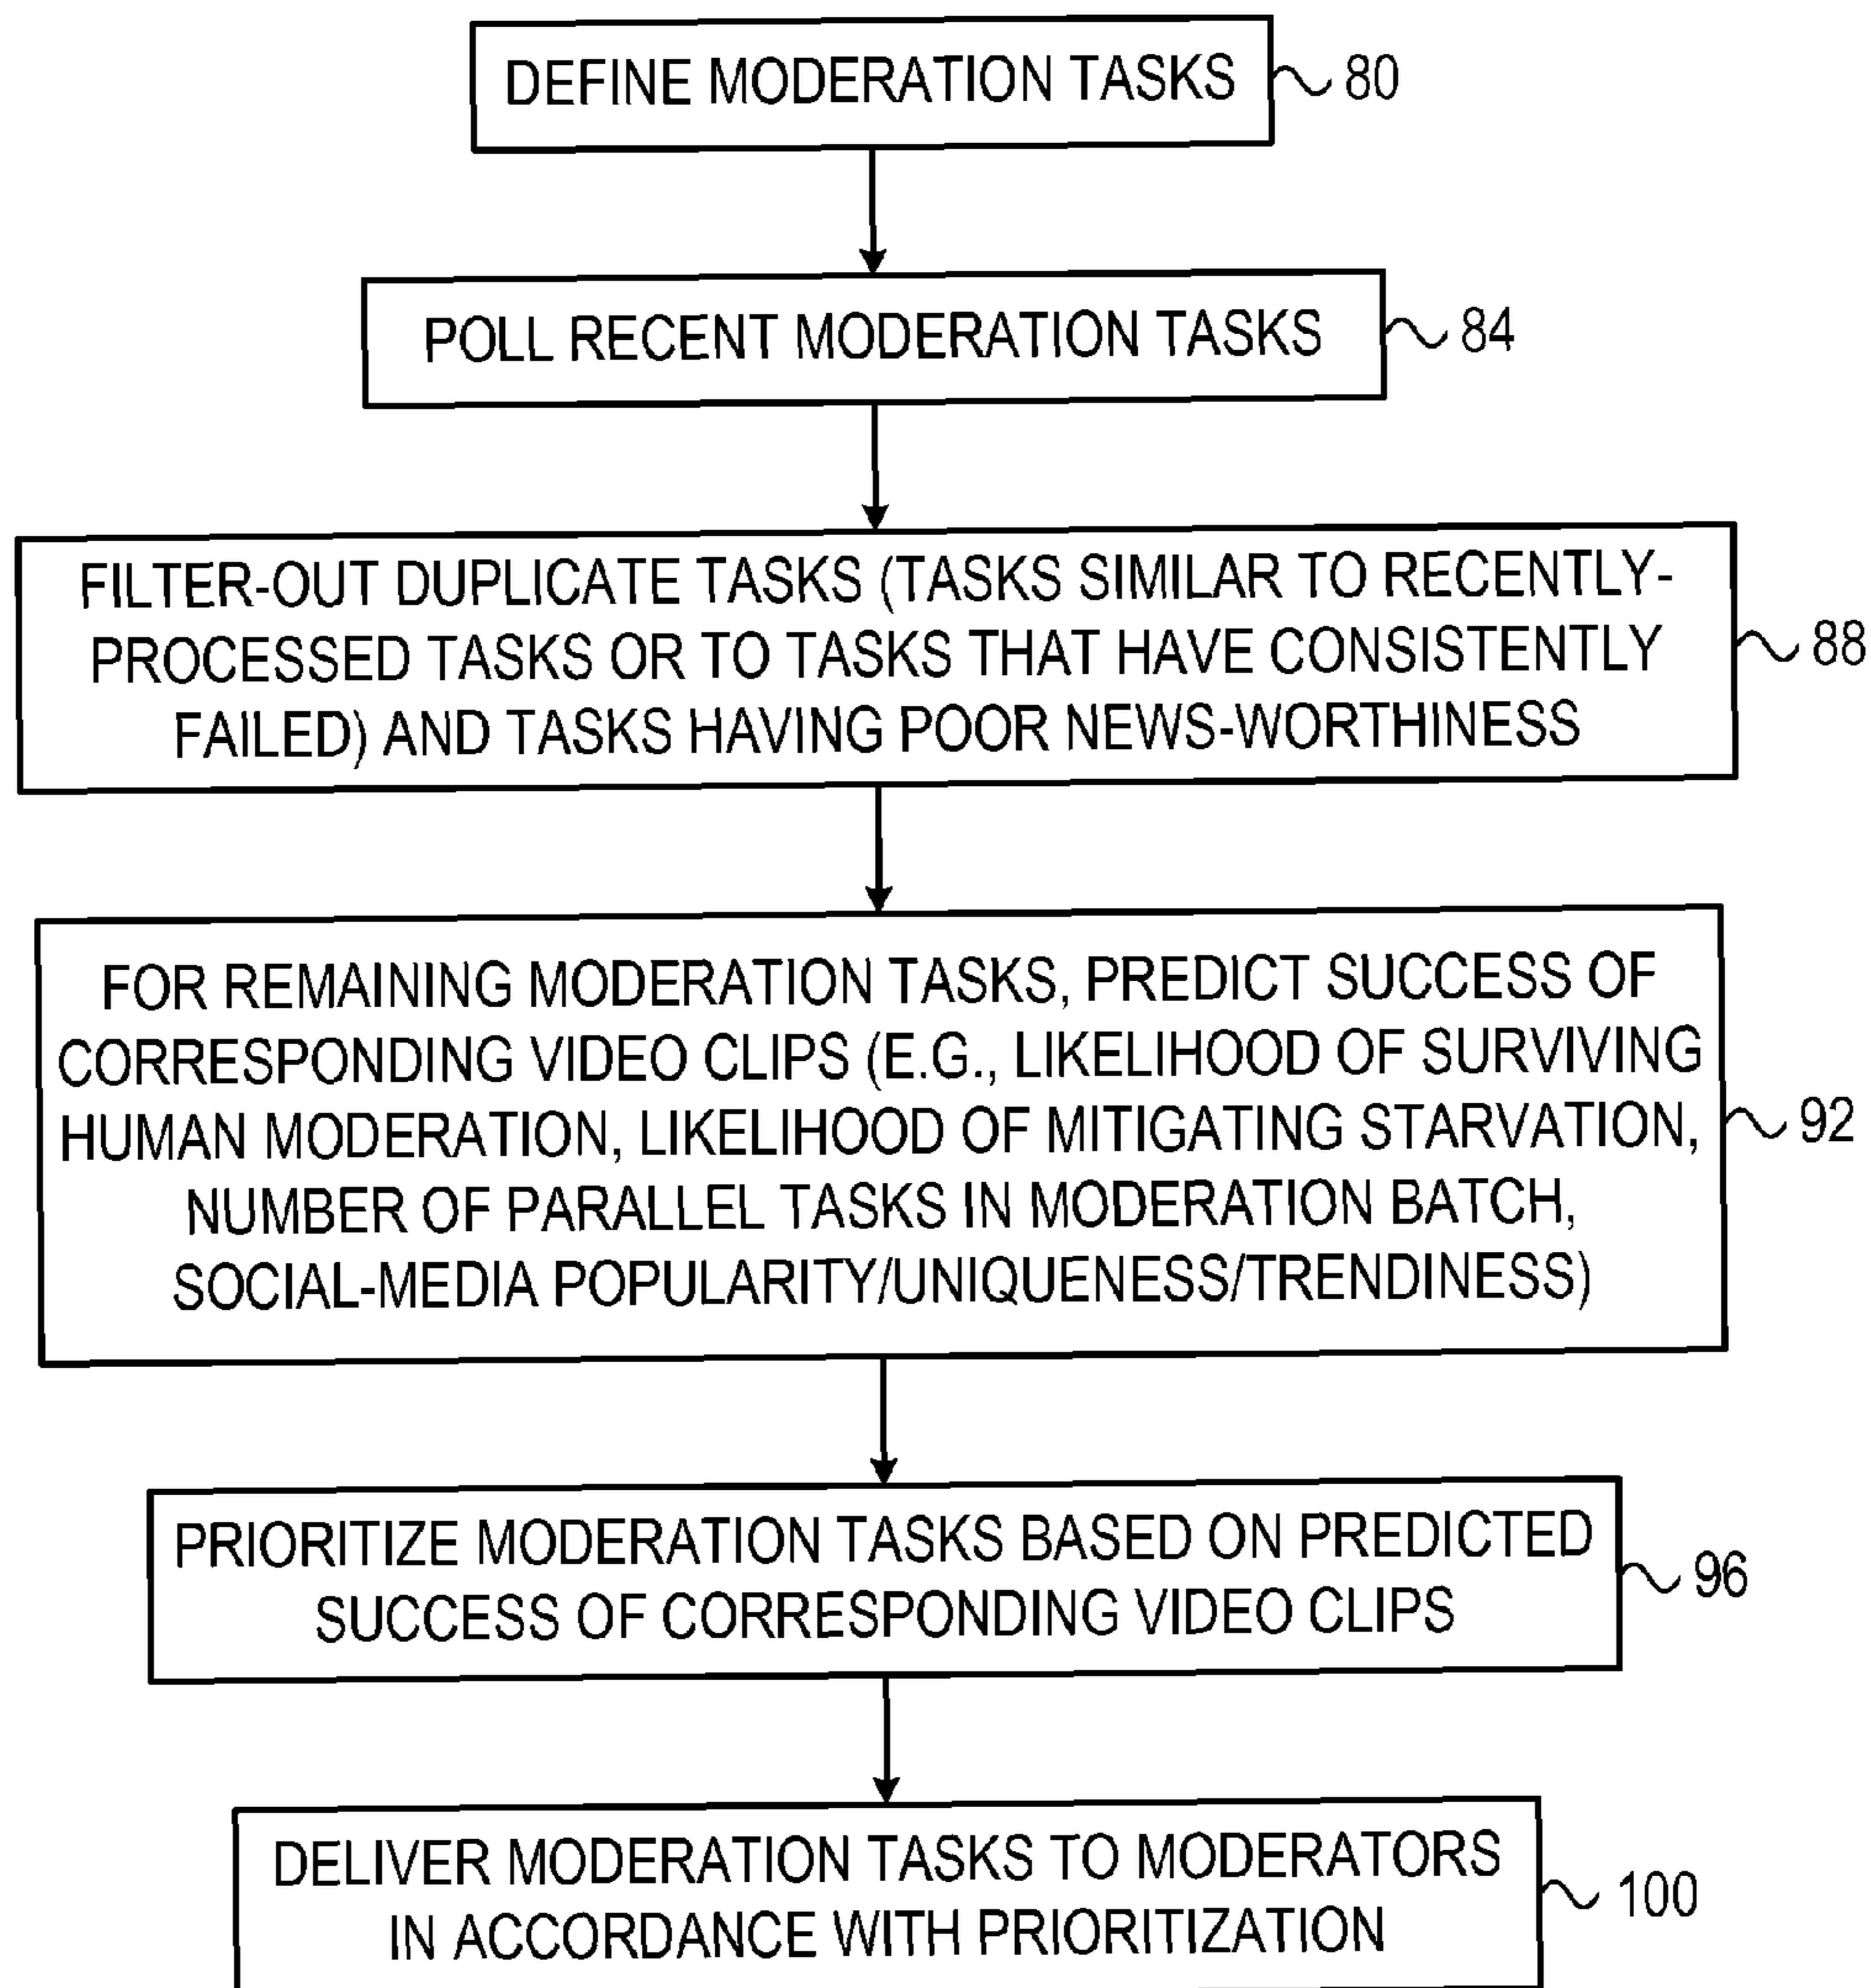 DEFINE MODERATION TASKS
80
POLL RECENT MODERATION TASKS
84
FILTER-OUT DUPLICATE TASKS (TASKS SIMILAR TO RECENTLY-
PROCESSED TASKS OR TO TASKS THAT HAVE CONSISTENTLY
FAILED) AND TASKS HAVING POOR NEWS-WORTHINESS
88
FOR REMAINING MODERATION TASKS, PREDICT SUCCESS OF
CORRESPONDING VIDEO CLIPS (E.G., LIKELIHOOD OF SURVIVING
HUMAN MODERATION, LIKELIHOOD OF MITIGATING STARVATION,
NUMBER OF PARALLEL TASKS IN MODERATION BATCH,
SOCIAL-MEDIA POPULARITY/UNIQUENESS/TRENDINESS)
92
PRIORITIZE MODERATION TASKS BASED ON PREDICTED
SUCCESS OF CORRESPONDING VIDEO CLIPS
96
DELIVER MODERATION TASKS TO MODERATORS
IN ACCORDANCE WITH PRIORITIZATION
100